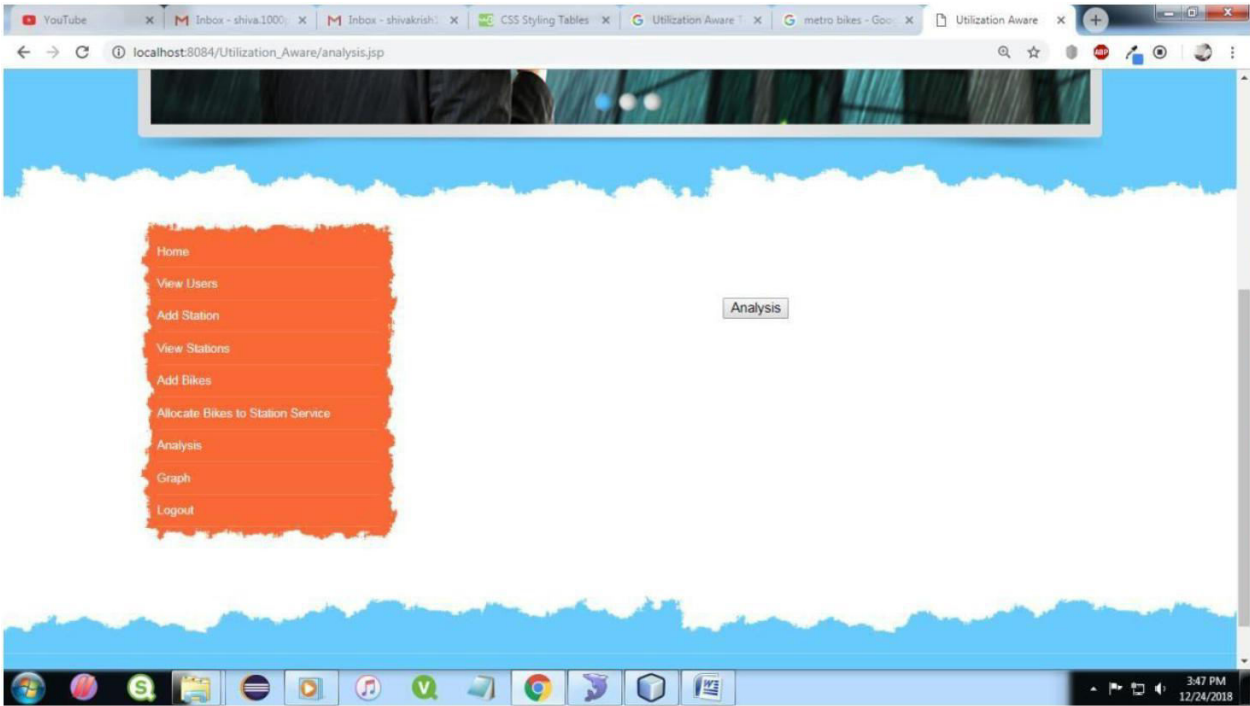 YouTube
Inbox - shiva.1000
Inbox - shivakrish
CSS Styling Tables
Utilization Aware T
metro bikes - Goo
Utilization Aware
localhost:8084/Utilization_Aware/analysis.jsp
ABP
Home
View Users
Add Station
View Stations
Add Bikes
Allocate Bikes to Station Service
Analysis
Graph
Logout
Analysis
3:47 PM
12/24/2018